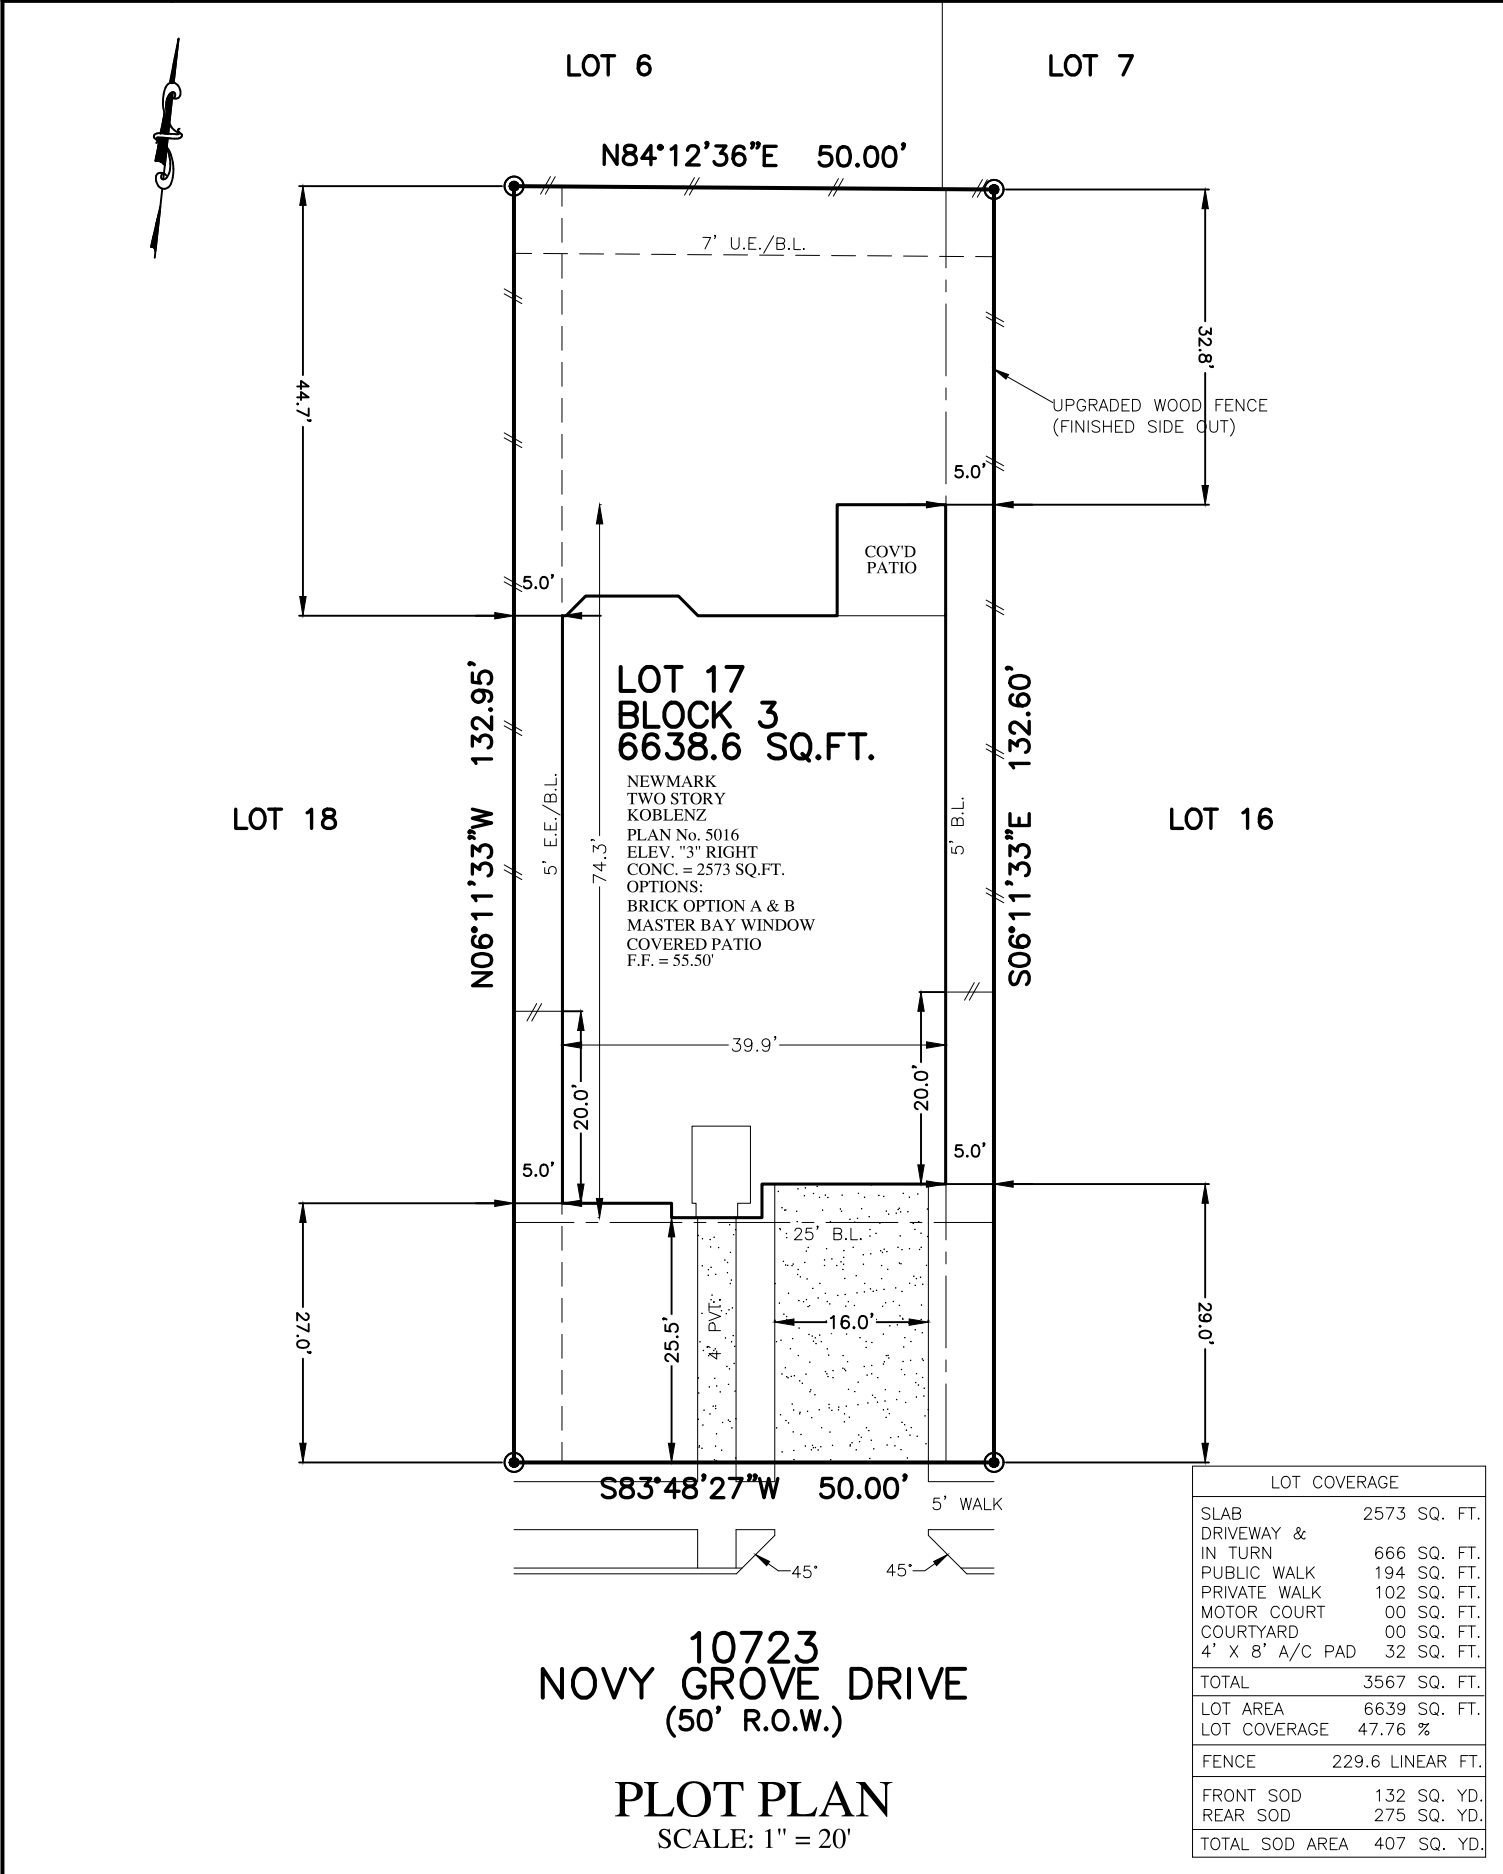 LOT 6
LOT 7
N84°12'36"E 50.00'
7' U.E./B.L.
44.7'
32.8'
UPGRADED WOOD FENCE
(FINISHED SIDE OUT)
5.0'
COV'D
PATIO
5.0'
LOT 17
BLOCK 3
6638.6 SQ.FT.
N06°11'33"W 132.95'
S06°11'33"E 132.60'
NEWMARK
TWO STORY
KOBLENZ
PLAN No. 5016
ELEV. "3" RIGHT
CONC. = 2573 SQ.FT.
OPTIONS:
BRICK OPTION A & B
MASTER BAY WINDOW
COVERED PATIO
F.F. = 55.50'
LOT 18
5' E.E./B.L.
74.3'
5' B.L.
LOT 16
39.9'
20.0'
20.0'
5.0'
5.0'
25' B.L.
27.0'
25.5'
4' PVT.
16.0'
29.0'
S83°48'27"W 50.00'
5' WALK
45°
45°
10723
NOVY GROVE DRIVE
(50' R.O.W.)
PLOT PLAN
SCALE: 1" = 20'
LOT COVERAGE
SLAB 2573 SQ. FT.
DRIVEWAY &
IN TURN 666 SQ. FT.
PUBLIC WALK 194 SQ. FT.
PRIVATE WALK 102 SQ. FT.
MOTOR COURT 00 SQ. FT.
COURTYARD 00 SQ. FT.
4' X 8' A/C PAD 32 SQ. FT.
TOTAL 3567 SQ. FT.
LOT AREA 6639 SQ. FT.
LOT COVERAGE 47.76 %
FENCE 229.6 LINEAR FT.
FRONT SOD 132 SQ. YD.
REAR SOD 275 SQ. YD.
TOTAL SOD AREA 407 SQ. YD.